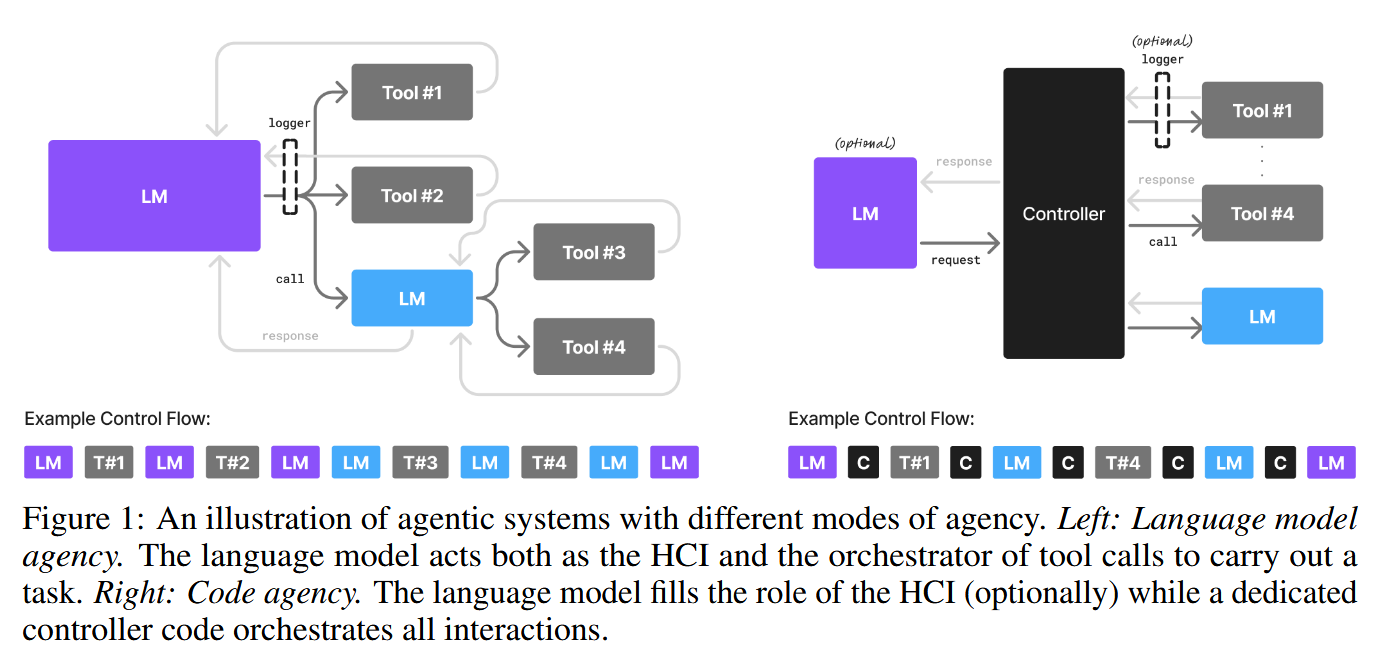 (optional)
logger
Tool #1
Tool #1
logger
(optional)
response
LM
Tool #2
response
LM
Controller
Tool #4
call
request
Tool #3
call
LM
LM
response
Tool #4
Example Control Flow:
LM T#1 LM T#2 LM LM T#3 LM T#4 LM LM
Example Control Flow:
LM C T#1 C LM C T#4 C LM C LM
Figure 1: An illustration of agentic systems with different modes of agency. Left: Language model
agency. The language model acts both as the HCI and the orchestrator of tool calls to carry out a
task. Right: Code agency. The language model fills the role of the HCI (optionally) while a dedicated
controller code orchestrates all interactions.